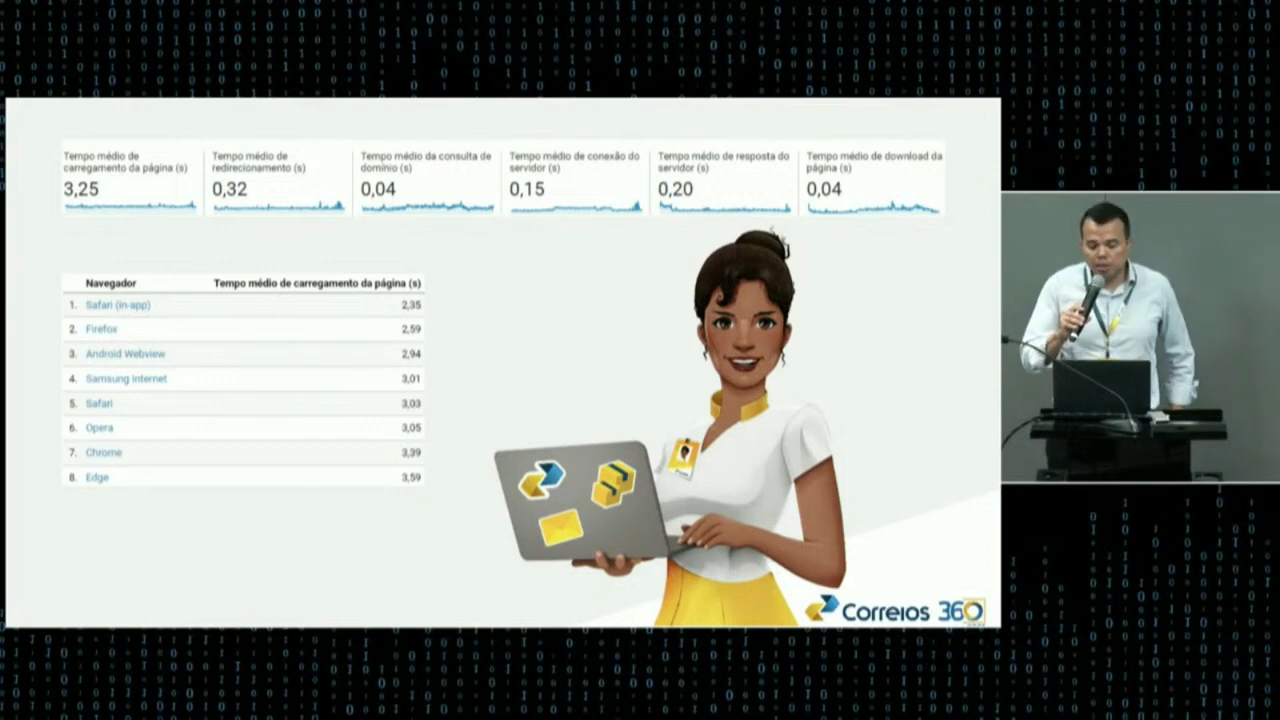 Tempo médio de
carregamento da página (s)
3,25
Tempo médio de
redirecionamento (s)
0,32
Tempo médio da consulta de
domínio (s)
0,04
Tempo médio de conexão do
servidor (s)
0,15
Tempo médio de resposta do
servidor (s)
0,20
Tempo médio de download da
página (s)
0,04
Navegador Tempo médio de carregamento da página (s)
1. Safari (in-app) 2,35
2. Firefox 2,59
3. Android Webview 2,94
4. Samsung Internet 3,01
5. Safari 3,03
6. Opera 3,05
7. Chrome 3,39
8. Edge 3,59
Correios 360